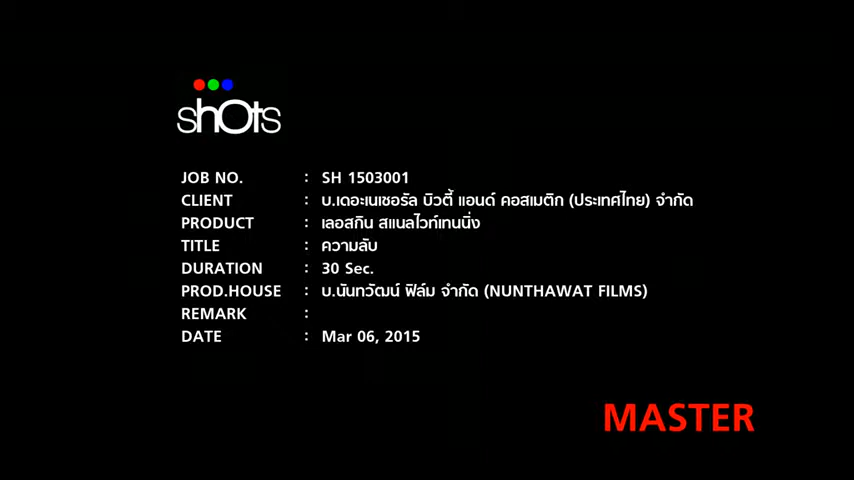 shOts
JOB NO. : SH 1503001
CLIENT : บ.เดอะเนเชอรัล บิวตี้ แอนด์ คอสเมติก (ประเทศไทย) จำกัด
PRODUCT : เลอสกิน สแนลไวท์เทนนิ่ง
TITLE : ความลับ
DURATION : 30 Sec.
PROD.HOUSE : บ.นันทวัฒน์ ฟิล์ม จำกัด (NUNTHAWAT FILMS)
REMARK :
DATE : Mar 06, 2015
MASTER